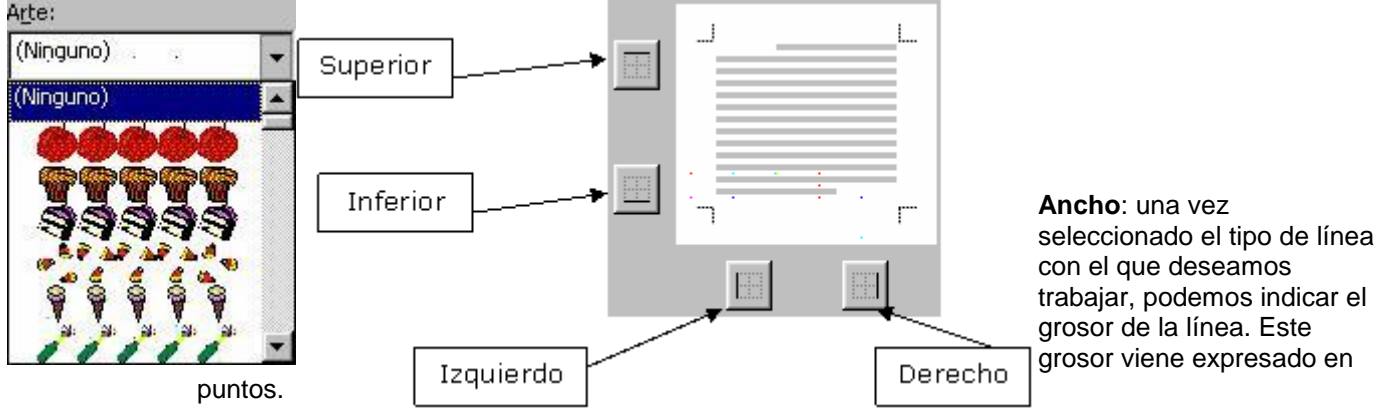 Arte:
(Ninguno)
(Ninguno)
Superior
Inferior
Izquierdo
Derecho
Ancho: una vez
seleccionado el tipo de línea
con el que deseamos
trabajar, podemos indicar el
grosor de la línea. Este
grosor viene expresado en
puntos.